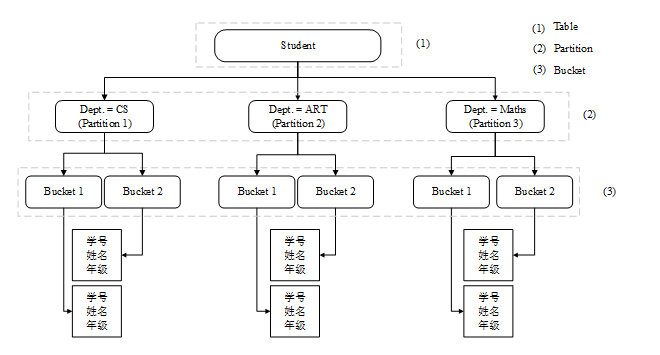 Student
(1)
(1) Table
(2) Partition
(3) Bucket
Dept. = CS
(Partition 1)
Dept. = ART
(Partition 2)
Dept. = Maths
(Partition 3)
(2)
Bucket 1
Bucket 2
Bucket 1
Bucket 2
Bucket 1
Bucket 2
(3)
学号
姓名
年级
学号
姓名
年级
学号
姓名
年级
学号
姓名
年级
学号
姓名
年级
学号
姓名
年级